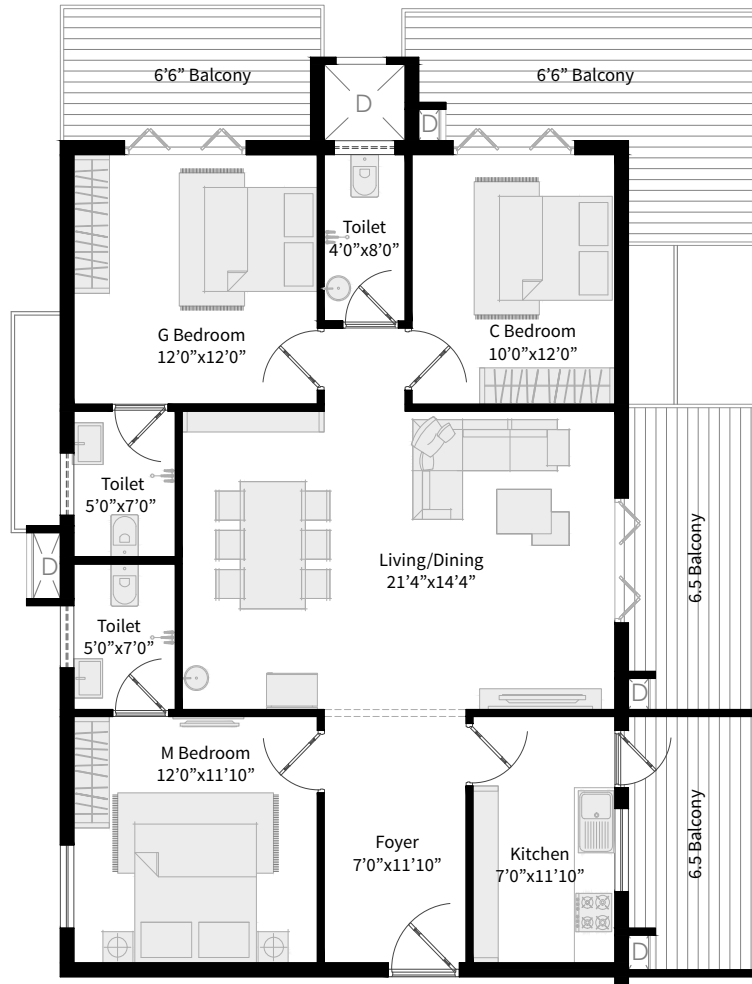 6’6” Balcony
6’6” Balcony
D
D
Toilet
4’0”x8’0”
G Bedroom
12’0”x12’0”
C Bedroom
10’0”x12’0”
Toilet
5’0”x7’0”
D
Living/Dining
21’4”x14’4”
6.5 Balcony
Toilet
5’0”x7’0”
D
M Bedroom
12’0”x11’10”
Foyer
7’0”x11’10”
Kitchen
7’0”x11’10”
6.5 Balcony
D